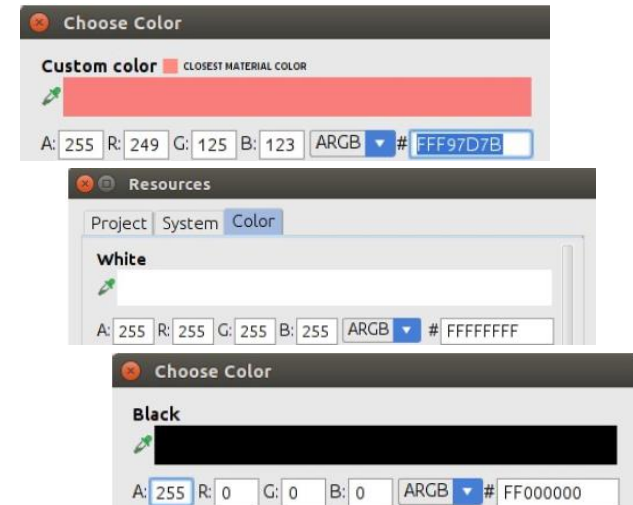 Choose Color
Custom color CLOSEST MATERIAL COLOR
A: 255 R: 249 G: 125 B: 123 ARGB # FFF97D7B
Resources
Project System Color
White
A: 255 R: 255 G: 255 B: 255 ARGB # FFFFFFFF
Choose Color
Black
A: 255 R: 0 G: 0 B: 0 ARGB # FF000000